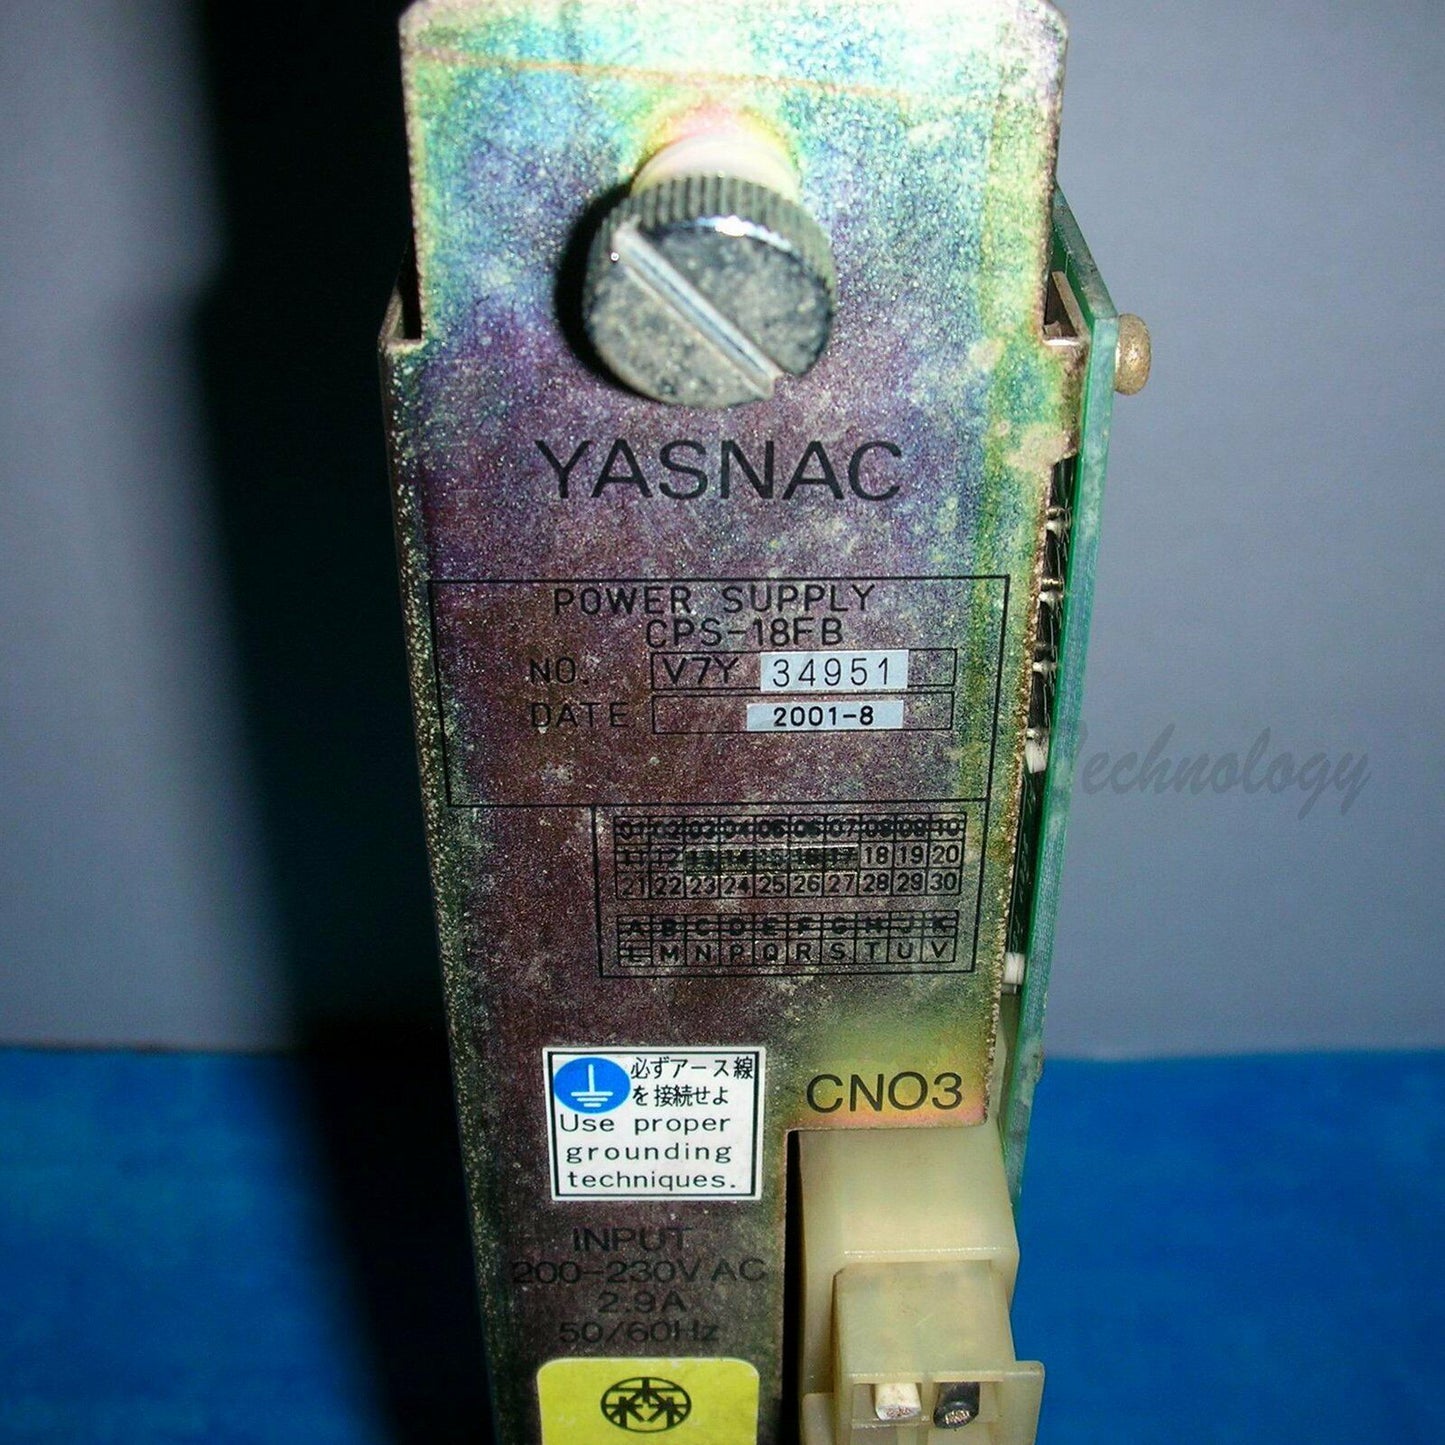 YASNAC
POWER SUPPLY
CPS-18FB
NO. V7Y 34951
DATE 2001-8
01 02 03 04 05 06 07 08 09 10
11 12 13 14 15 16 17 18 19 20
21 22 23 24 25 26 27 28 29 30
A B C D E F G H J K
L M N P Q R S T U V
必ずアース線
を接続せよ
Use proper
grounding
techniques.
CNO3
INPUT
200-230V AC
2.9A
50/60Hz
Technology